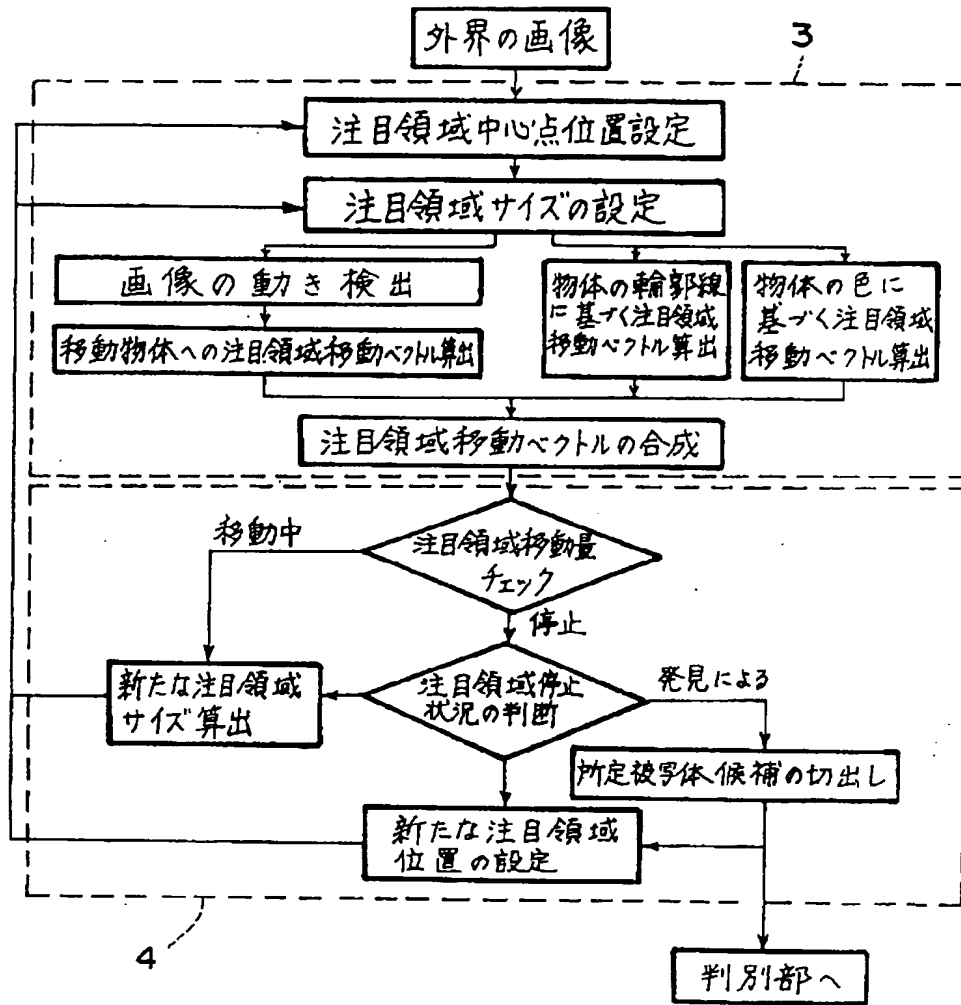 外界の画像
3
注目領域中心点位置設定
注目領域サイズの設定
画像の動き検出
移動物体への注目領域移動ベクトル算出
物体の輪郭線
に基づく注目領域
移動ベクトル算出
物体の色に
基づく注目領域
移動ベクトル算出
注目領域移動ベクトルの合成
注目領域移動量
チェック
移動中
停止
注目領域停止
状況の判断
発見による
新たな注目領域
サイズ算出
所定被写体候補の切出し
新たな注目領域
位置の設定
4
判別部へ